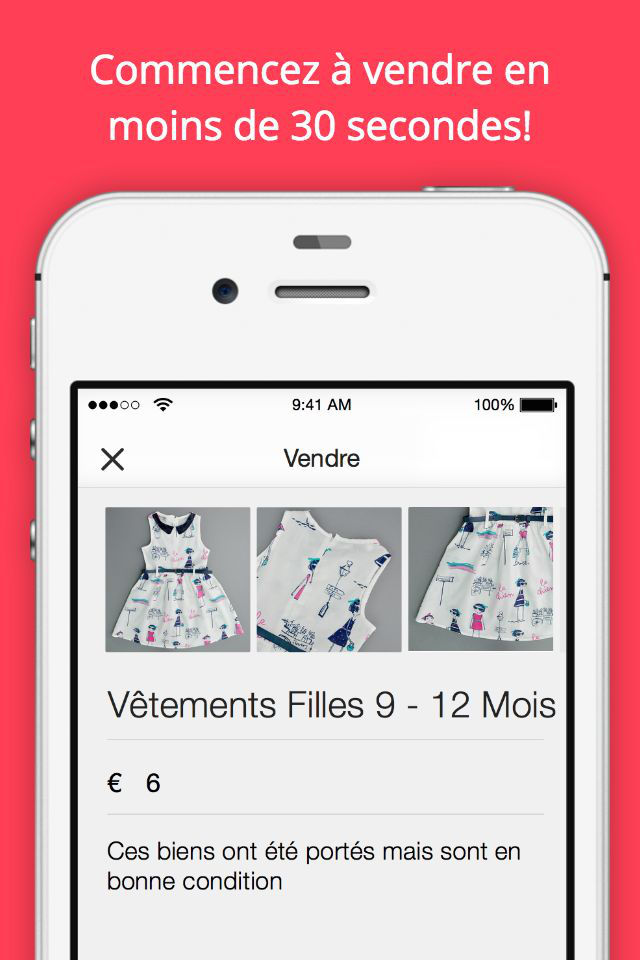 Commencez à vendre en
moins de 30 secondes!
9:41 AM
100%
Vendre
Vêtements Filles 9 - 12 Mois
€ 6
Ces biens ont été portés mais sont en
bonne condition